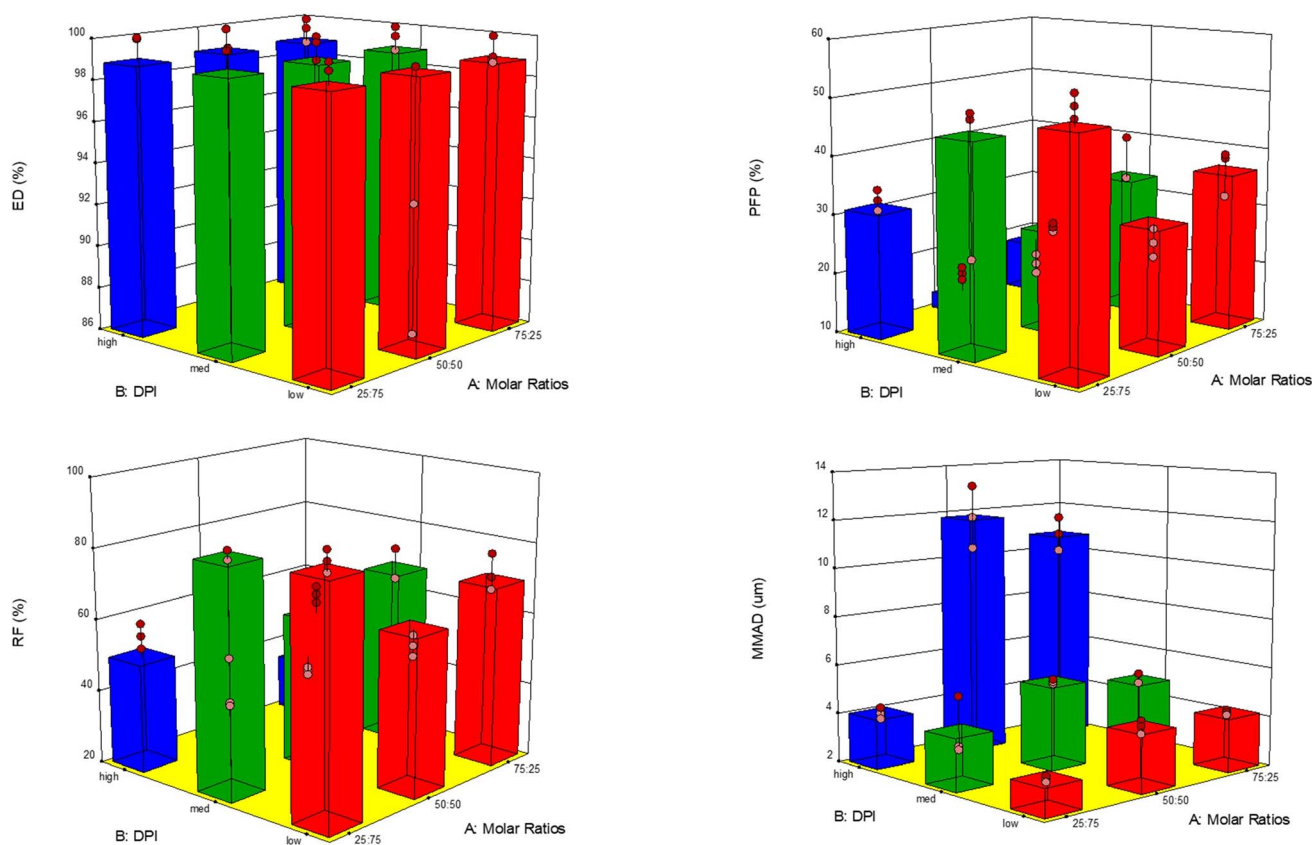 100
98
96
94
92
90
88
86
ED (%)
high
med
low
25:75
50:50
75:25
B: DPI
A: Molar Ratios
60
50
40
30
20
10
PFP (%)
high
med
low
25:75
50:50
75:25
B: DPI
A: Molar Ratios
100
80
60
40
20
RF (%)
high
med
low
25:75
50:50
75:25
B: DPI
A: Molar Ratios
14
12
10
8
6
4
2
MMAD (um)
high
med
low
25:75
50:50
75:25
B: DPI
A: Molar Ratios